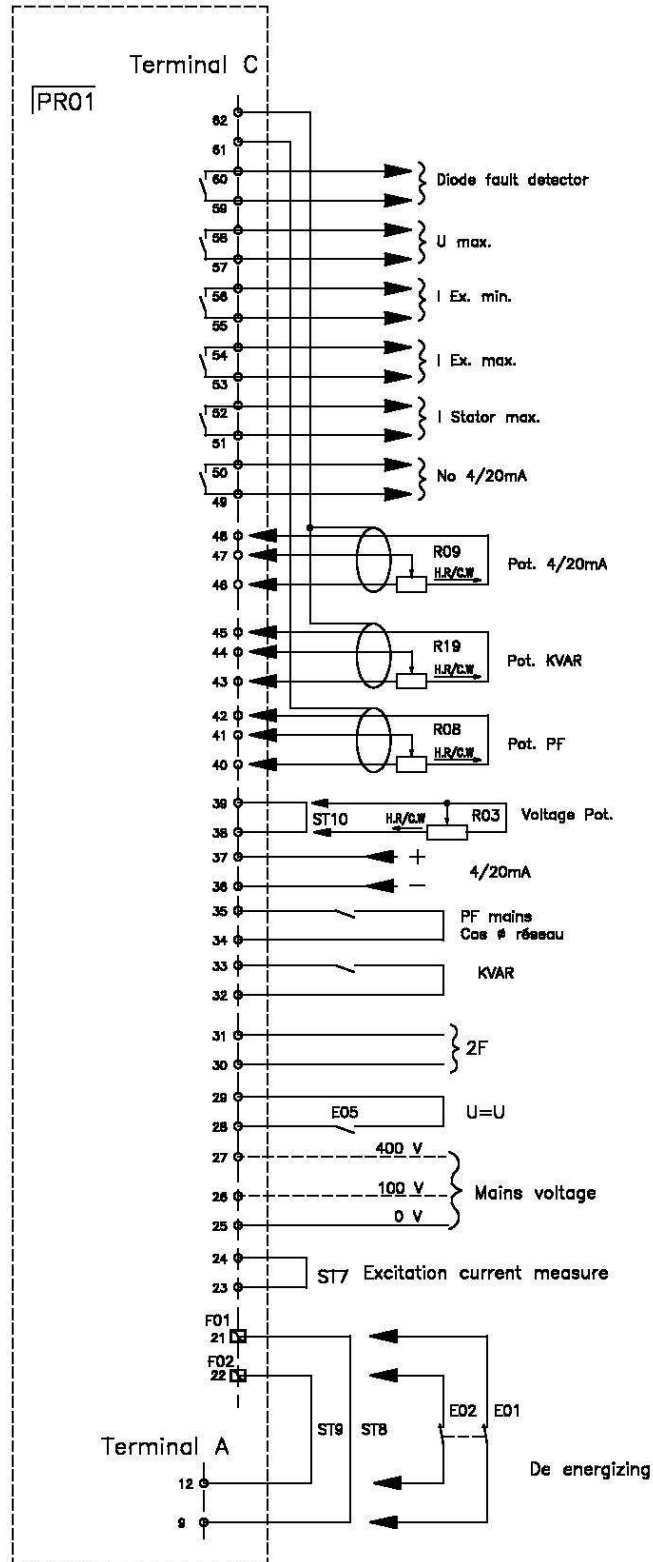 Terminal C
PR01
62
61
60
Diode fault detector
59
58
U max.
57
56
I Ex. min.
55
54
I Ex. max.
53
52
I Stator max.
51
50
No 4/20mA
49
48
47
R09
Pot. 4/20mA
H.R/C.W
46
45
44
R19
Pot. KVAR
H.R/C.W
43
42
41
R08
Pot. PF
H.R/C.W
40
39
ST10
H.R/C.W
R03
Voltage Pot.
38
37
+
4/20mA
36
−
35
PF mains
Cos ø réseau
34
33
KVAR
32
31
2F
30
29
E05
U=U
28
27
400 V
26
100 V
Mains voltage
25
0 V
24
ST7
Excitation current measure
23
F01
21
F02
22
ST9
ST8
E02
E01
Terminal A
De energizing
12
9